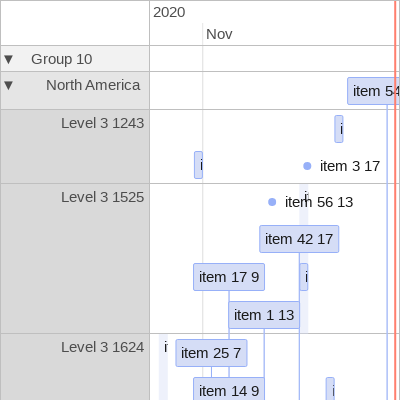 2020
Nov
▼ Group 10
▼ North America
item 54
Level 3 1243
i
i
item 3 17
Level 3 1525
i
item 56 13
item 42 17
item 17 9
i
item 1 13
Level 3 1624
i
item 25 7
item 14 9
i